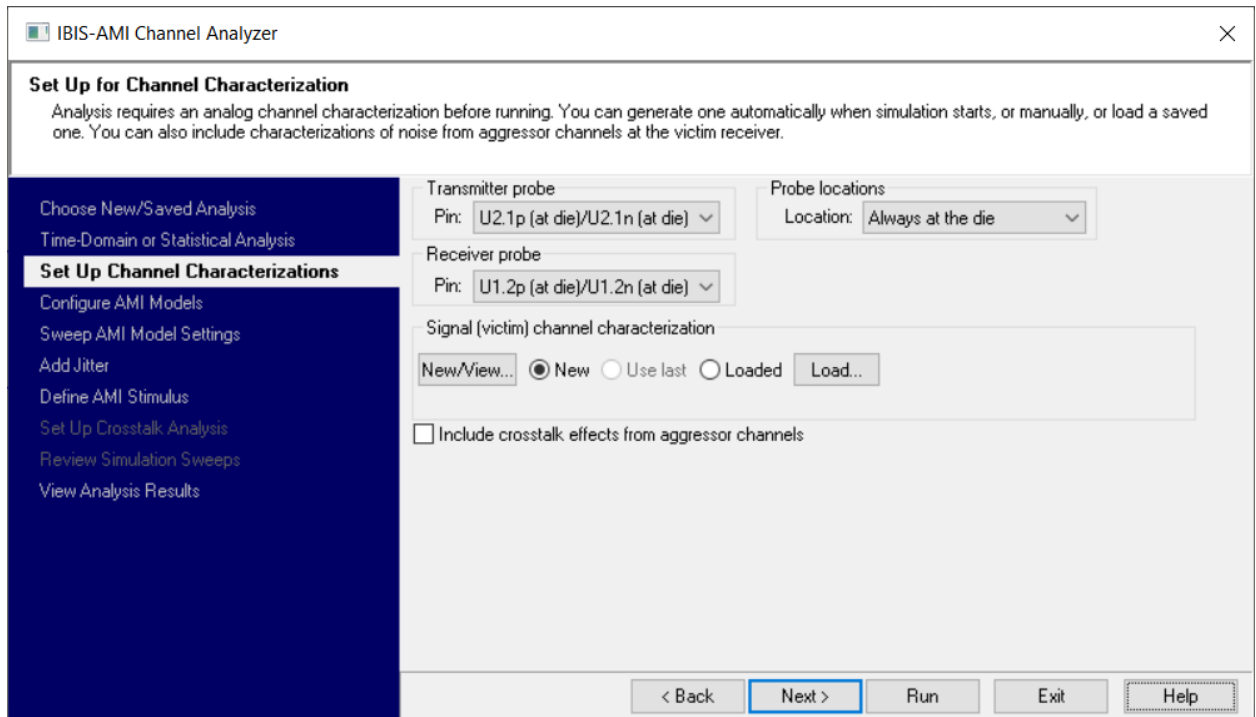 IBIS-AMI Channel Analyzer
Set Up for Channel Characterization
Analysis requires an analog channel characterization before running. You can generate one automatically when simulation starts, or manually, or load a saved
one. You can also include characterizations of noise from aggressor channels at the victim receiver.
Choose New/Saved Analysis
Time-Domain or Statistical Analysis
Set Up Channel Characterizations
Configure AMI Models
Sweep AMI Model Settings
Add Jitter
Define AMI Stimulus
Set Up Crosstalk Analysis
Review Simulation Sweeps
View Analysis Results
Transmitter probe
Pin: U2.1p (at die)/U2.1n (at die)
Probe locations
Location: Always at the die
Receiver probe
Pin: U1.2p (at die)/U1.2n (at die)
Signal (victim) channel characterization
New/View... New Use last Loaded Load...
Include crosstalk effects from aggressor channels
< Back Next > Run Exit Help